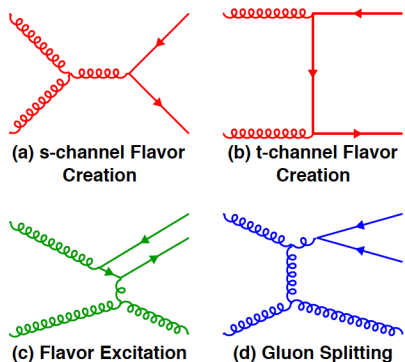 (a) s-channel Flavor
Creation
(b) t-channel Flavor
Creation
(c) Flavor Excitation
(d) Gluon Splitting